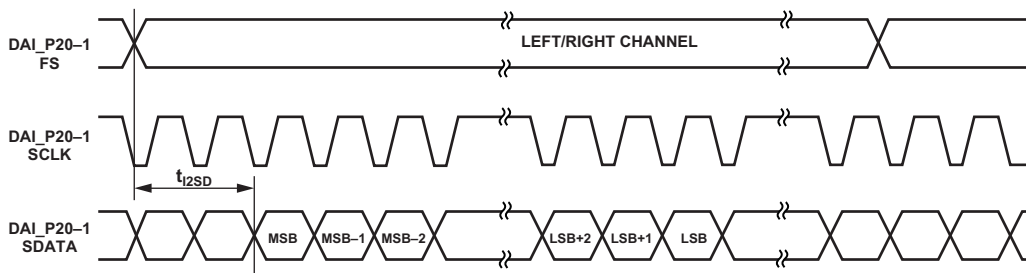 DAI_P20–1
FS
LEFT/RIGHT CHANNEL
DAI_P20–1
SCLK
tI2SD
DAI_P20–1
SDATA
MSB
MSB–1
MSB–2
LSB+2
LSB+1
LSB